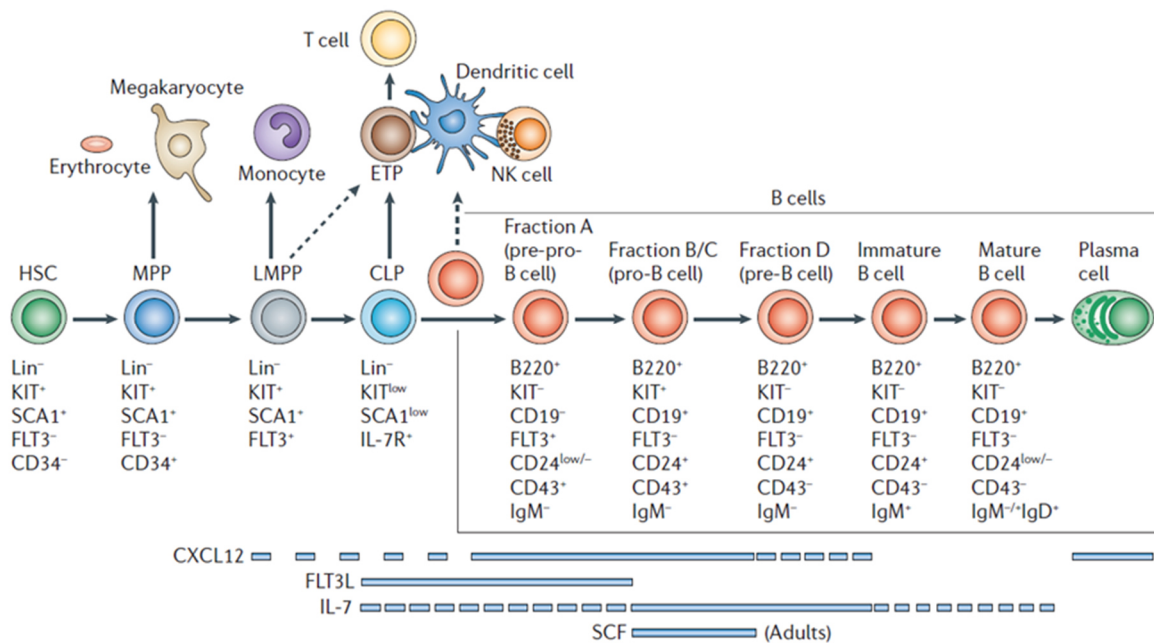 T cell
Dendritic cell
Megakaryocyte
Erythrocyte
Monocyte
ETP
NK cell
B cells
HSC
MPP
LMPP
CLP
Fraction A
(pre-pro-
B cell)
Fraction B/C
(pro-B cell)
Fraction D
(pre-B cell)
Immature
B cell
Mature
B cell
Plasma
cell
Lin⁻
KIT⁺
SCA1⁺
FLT3⁻
CD34⁻
Lin⁻
KIT⁺
SCA1⁺
FLT3⁻
CD34⁺
Lin⁻
KIT⁺
SCA1⁺
FLT3⁺
Lin⁻
KITˡᵒʷ
SCA1ˡᵒʷ
IL-7R⁺
B220⁺
KIT⁻
CD19⁻
FLT3⁺
CD24ˡᵒʷ/⁻
CD43⁺
IgM⁻
B220⁺
KIT⁺
CD19⁺
FLT3⁻
CD24⁺
CD43⁺
IgM⁻
B220⁺
KIT⁻
CD19⁺
FLT3⁻
CD24⁺
CD43⁻
IgM⁻
B220⁺
KIT⁻
CD19⁺
FLT3⁻
CD24⁺
CD43⁻
IgM⁺
B220⁺
KIT⁻
CD19⁺
FLT3⁻
CD24ˡᵒʷ/⁻
CD43⁻
IgM⁻/⁺IgD⁺
CXCL12
FLT3L
IL-7
SCF (Adults)